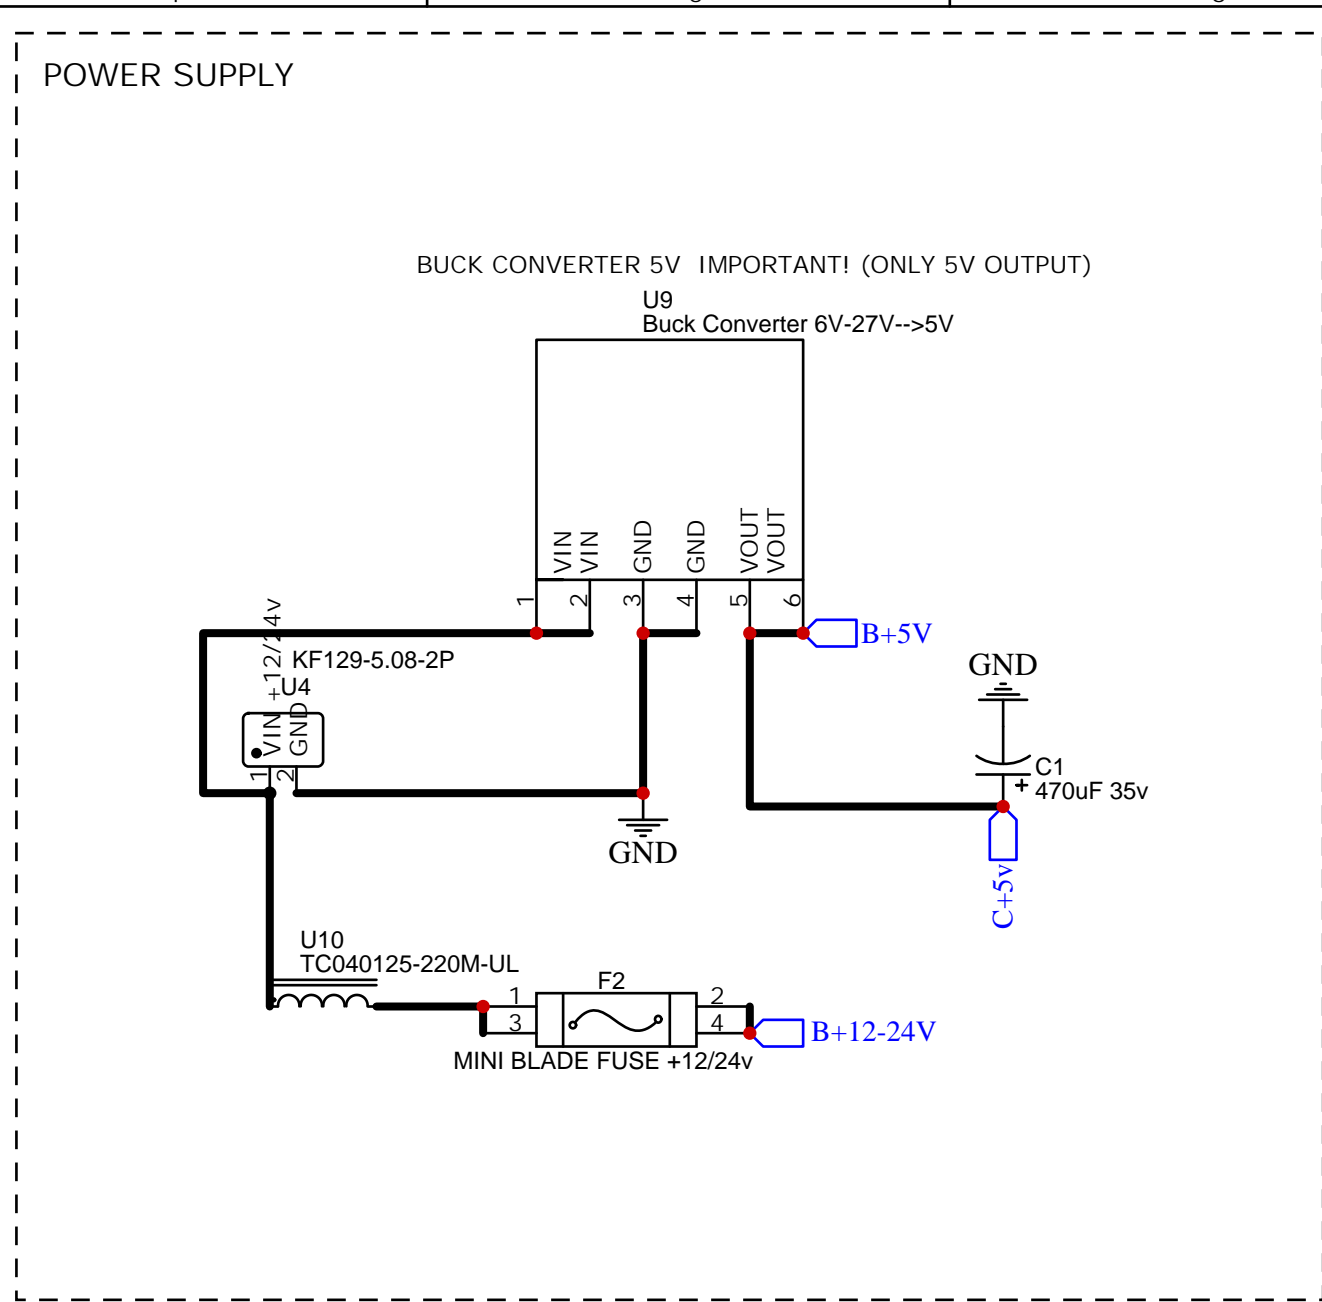 POWER SUPPLY
BUCK CONVERTER 5V IMPORTANT! (ONLY 5V OUTPUT)
U9
Buck Converter 6V-27V-->5V
VIN
VIN
GND
GND
VOUT
VOUT
1
2
3
4
5
6
B+5V
+12/24v
KF129-5.08-2P
U4
VIN
GND
1
2
GND
GND
C1
+
470uF 35v
C+5v
U10
TC040125-220M-UL
F2
1
2
3
4
B+12-24V
MINI BLADE FUSE +12/24v